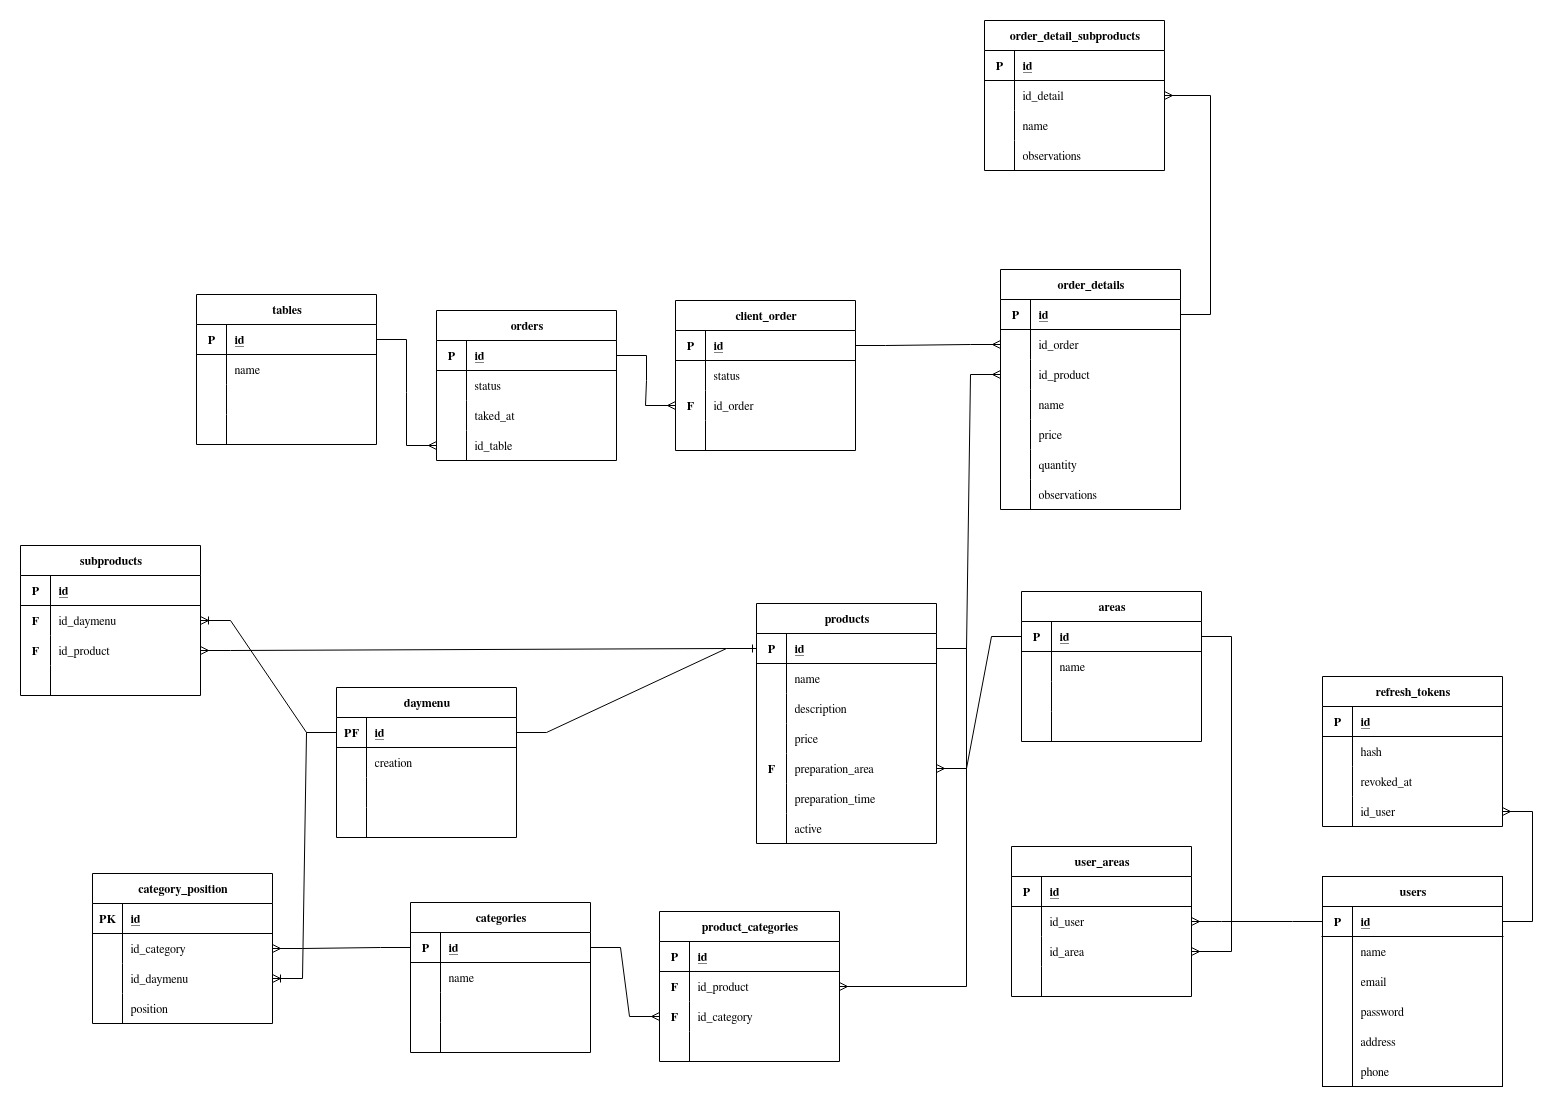 order_detail_subproducts
P id
id_detail
name
observations
order_details
P id
id_order
id_product
name
price
quantity
observations
tables
P id
name
orders
P id
status
taked_at
id_table
client_order
P id
status
F id_order
subproducts
P id
F id_daymenu
F id_product
products
P id
name
description
price
F preparation_area
preparation_time
active
areas
P id
name
daymenu
PF id
creation
refresh_tokens
P id
hash
revoked_at
id_user
category_position
PK id
id_category
id_daymenu
position
categories
P id
name
product_categories
P id
F id_product
F id_category
user_areas
P id
id_user
id_area
users
P id
name
email
password
address
phone